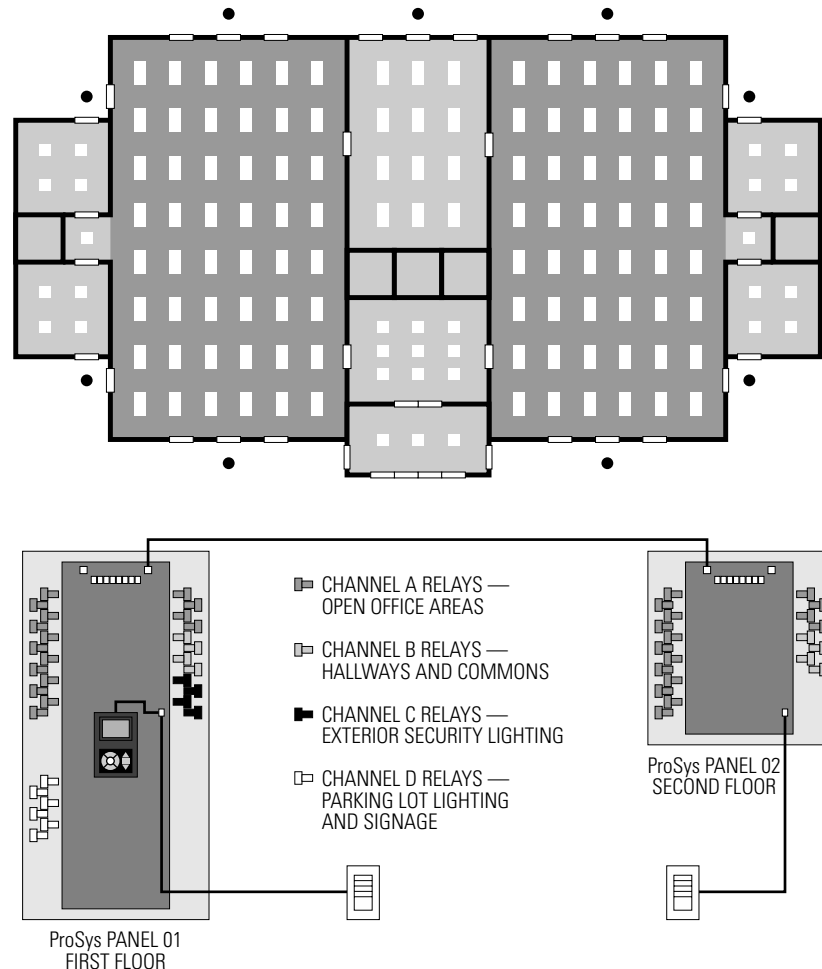 CHANNEL A RELAYS —
OPEN OFFICE AREAS
CHANNEL B RELAYS —
HALLWAYS AND COMMONS
CHANNEL C RELAYS —
EXTERIOR SECURITY LIGHTING
CHANNEL D RELAYS —
PARKING LOT LIGHTING
AND SIGNAGE
ProSys PANEL 02
SECOND FLOOR
ProSys PANEL 01
FIRST FLOOR